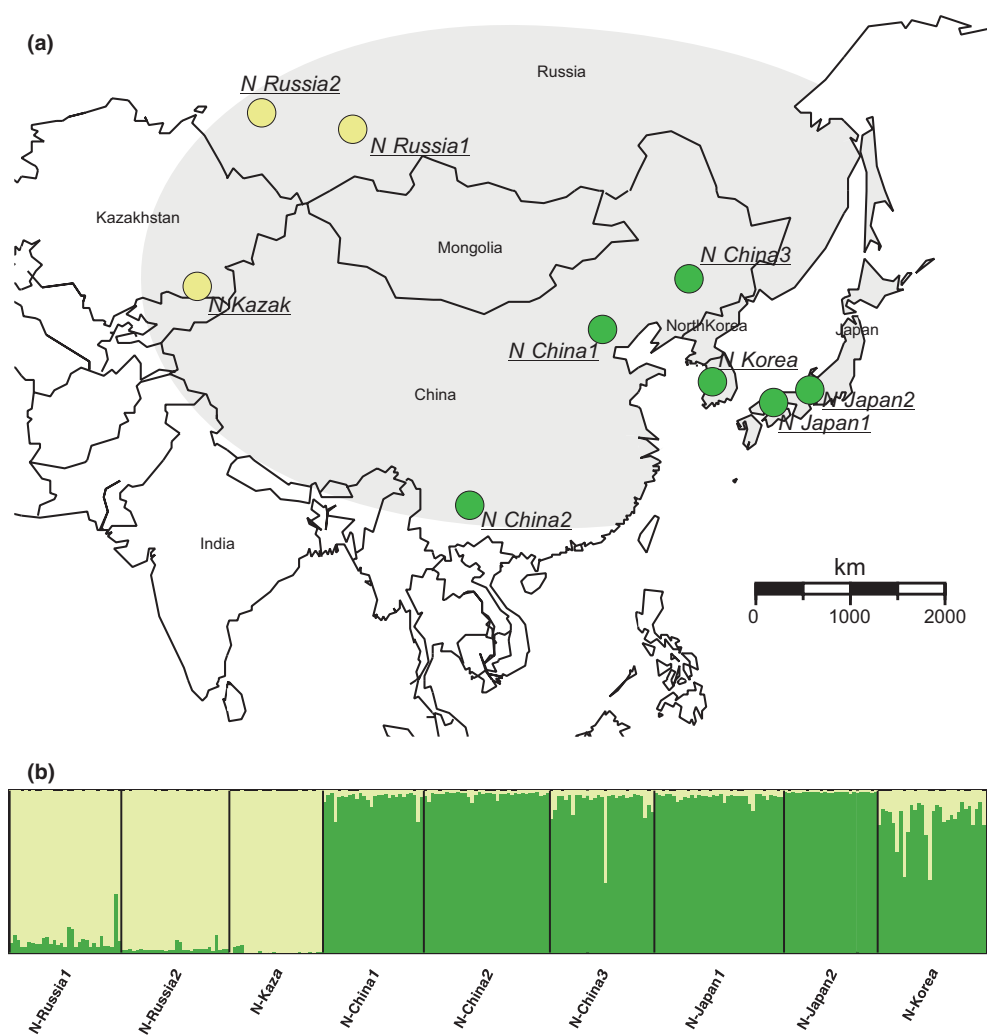 (a)
Russia
N Russia2
N Russia1
Kazakhstan
Mongolia
N China3
N Kazak
NorthKorea
Japan
N China1
N Korea
China
N Japan2
N Japan1
N China2
India
km
0 1000 2000
(b)
N-Russia1
N-Russia2
N-Kaza
N-China1
N-China2
N-China3
N-Japan1
N-Japan2
N-Korea